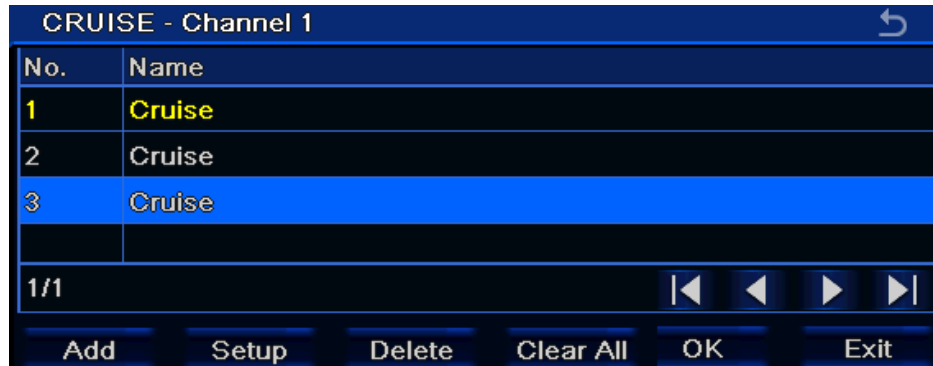 CRUISE - Channel 1
No. Name
1 Cruise
2 Cruise
3 Cruise
1/1
Add Setup Delete Clear All OK Exit